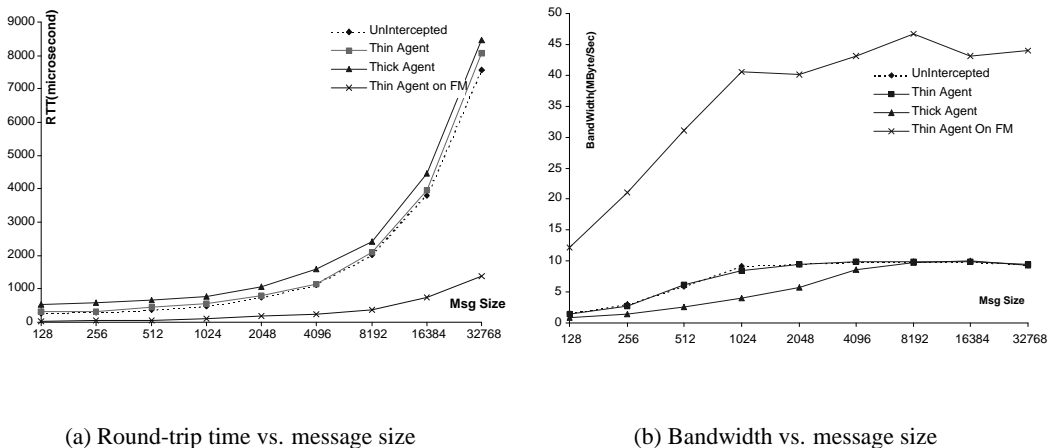 9000
8000
7000
6000
5000
4000
3000
2000
1000
0
RTT(microsecond)
UnIntercepted
Thin Agent
Thick Agent
Thin Agent on FM
Msg Size
128 256 512 1024 2048 4096 8192 16384 32768
(a) Round-trip time vs. message size
50
45
40
35
30
25
20
15
10
5
0
BandWidth(MByte/Sec)
UnIntercepted
Thin Agent
Thick Agent
Thin Agent On FM
Msg Size
128 256 512 1024 2048 4096 8192 16384 32768
(b) Bandwidth vs. message size